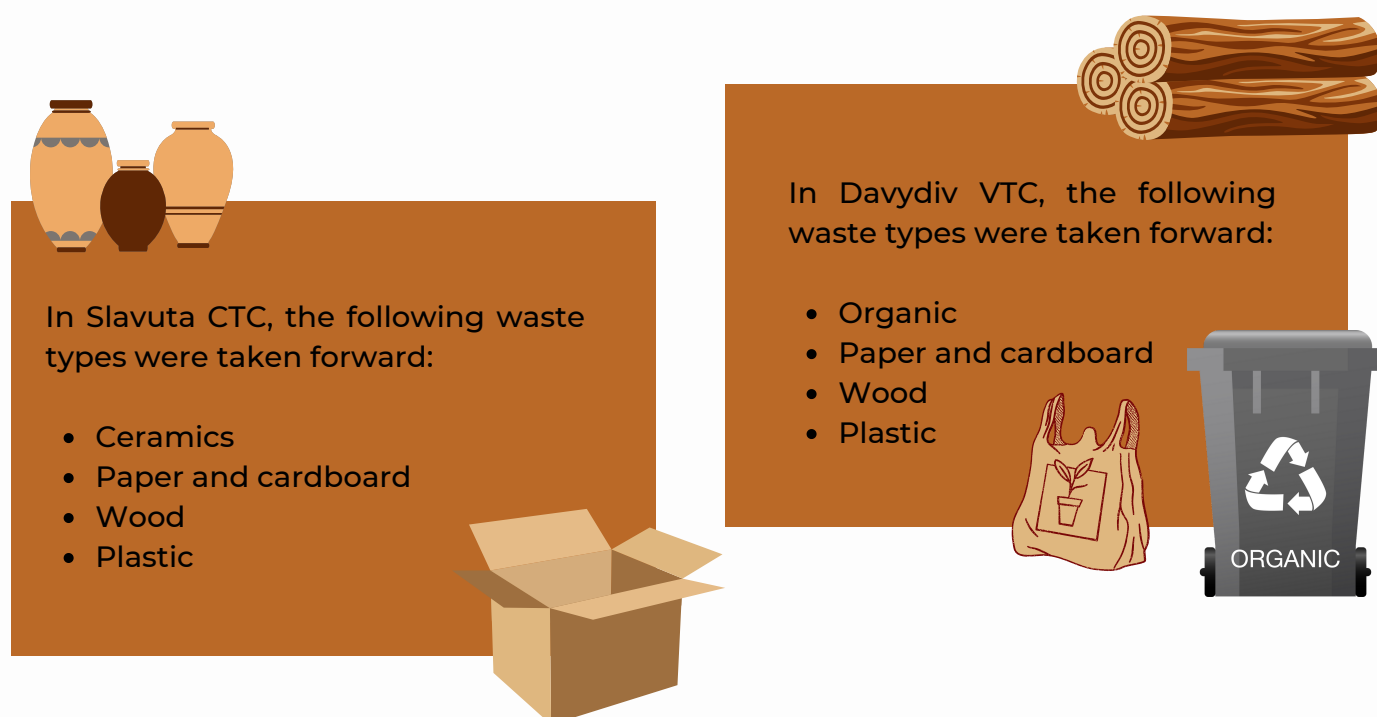 In Slavuta CTC, the following waste
types were taken forward:
• Ceramics
• Paper and cardboard
• Wood
• Plastic
In Davydiv VTC, the following
waste types were taken forward:
• Organic
• Paper and cardboard
• Wood
• Plastic
ORGANIC